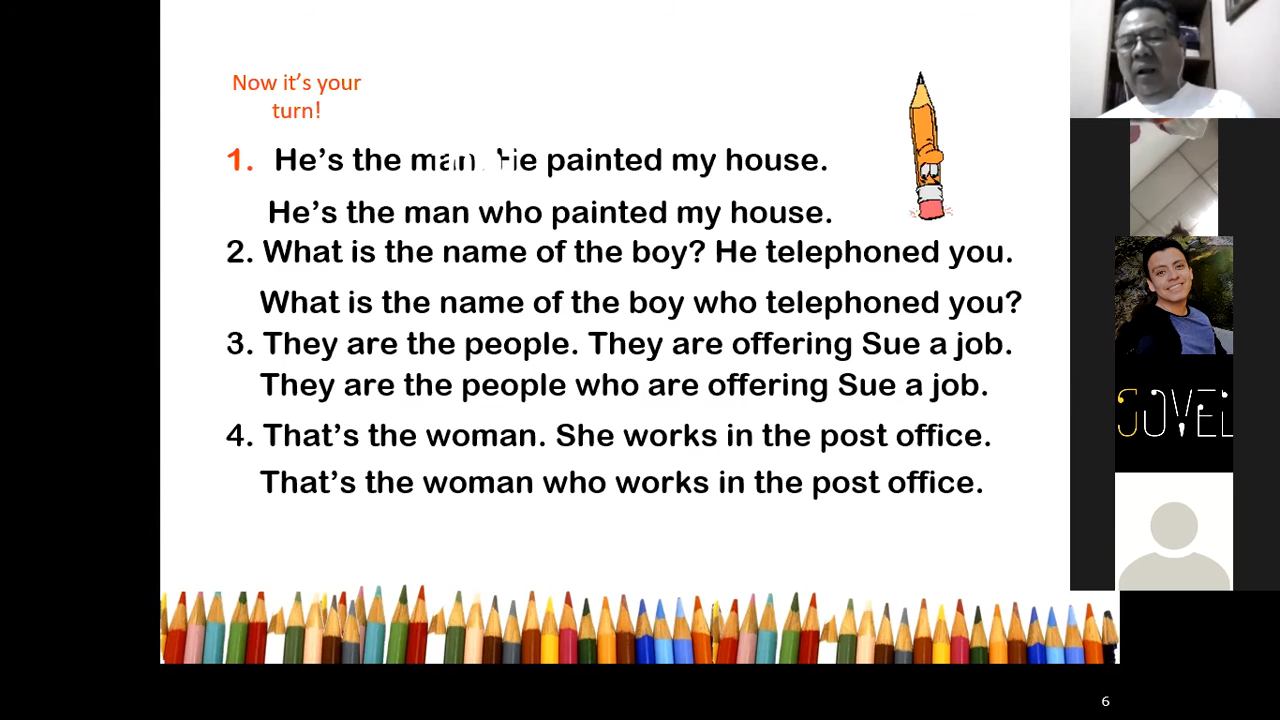 Now it's your
turn!
1. He's the man. He painted my house.
He's the man who painted my house.
2. What is the name of the boy? He telephoned you.
What is the name of the boy who telephoned you?
3. They are the people. They are offering Sue a job.
They are the people who are offering Sue a job.
4. That's the woman. She works in the post office.
That's the woman who works in the post office.
JOVEL
6